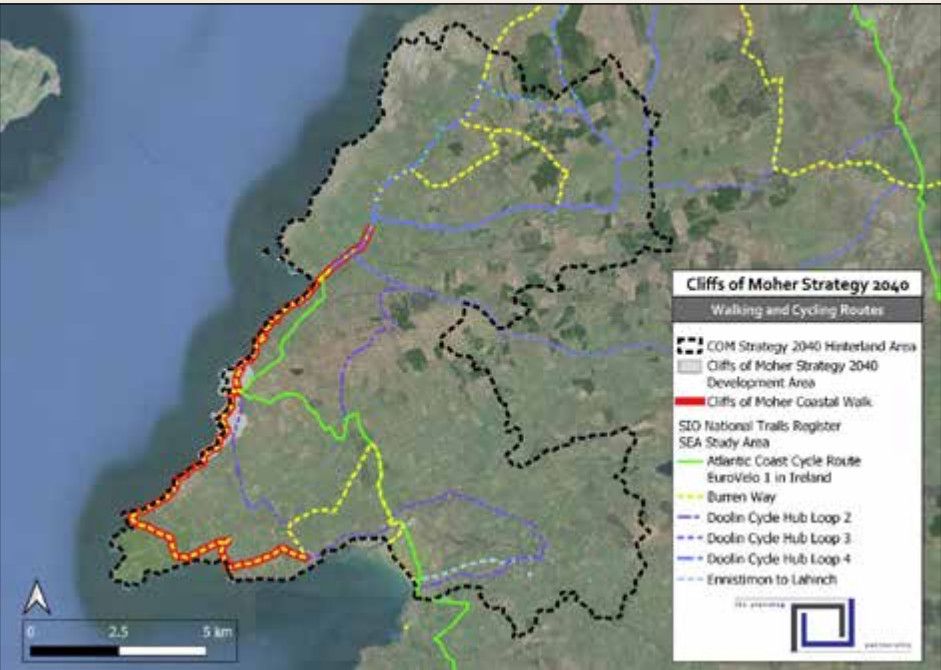 Cliffs of Moher Strategy 2040
Walking and Cycling Routes
COM Strategy 2040 Hinterland Area
Cliffs of Moher Strategy 2040
Development Area
Cliffs of Moher Coastal Walk
SIO National Trails Register
SEA Study Area
Atlantic Coast Cycle Route
EuroVelo 1 in Ireland
Burren Way
Doolin Cycle Hub Loop 2
Doolin Cycle Hub Loop 3
Doolin Cycle Hub Loop 4
Ennistimon to Lahinch
the planning
partnership
0 2.5 5 km